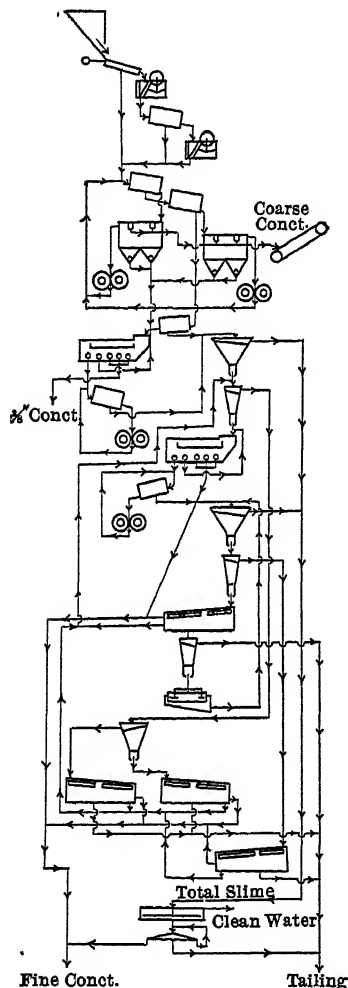 Coarse
Conct.
⅜" Conct.
Total Slime
Clean Water
Fine Conct.
Tailing